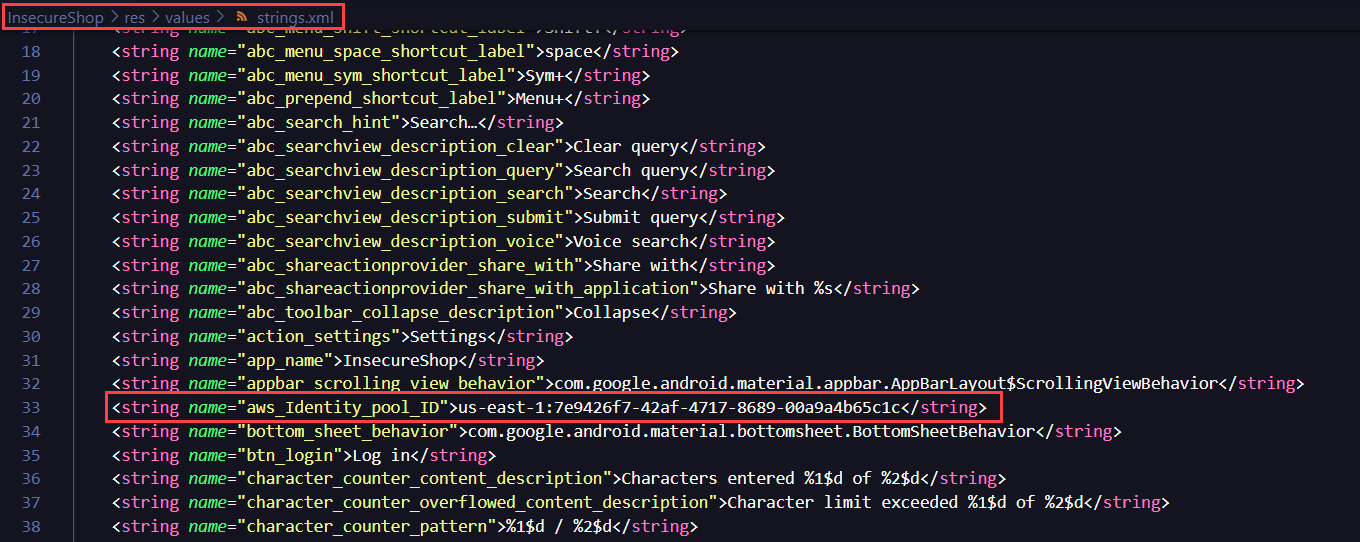 InsecureShop > res > values > strings.xml
17 <string name="abc_menu_shift_shortcut_label">Shift+</string>
18 <string name="abc_menu_space_shortcut_label">space</string>
19 <string name="abc_menu_sym_shortcut_label">Sym+</string>
20 <string name="abc_prepend_shortcut_label">Menu+</string>
21 <string name="abc_search_hint">Search…</string>
22 <string name="abc_searchview_description_clear">Clear query</string>
23 <string name="abc_searchview_description_query">Search query</string>
24 <string name="abc_searchview_description_search">Search</string>
25 <string name="abc_searchview_description_submit">Submit query</string>
26 <string name="abc_searchview_description_voice">Voice search</string>
27 <string name="abc_shareactionprovider_share_with">Share with</string>
28 <string name="abc_shareactionprovider_share_with_application">Share with %s</string>
29 <string name="abc_toolbar_collapse_description">Collapse</string>
30 <string name="action_settings">Settings</string>
31 <string name="app_name">InsecureShop</string>
32 <string name="appbar_scrolling_view_behavior">com.google.android.material.appbar.AppBarLayout$ScrollingViewBehavior</string>
33 <string name="aws_Identity_pool_ID">us-east-1:7e9426f7-42af-4717-8689-00a9a4b65c1c</string>
34 <string name="bottom_sheet_behavior">com.google.android.material.bottomsheet.BottomSheetBehavior</string>
35 <string name="btn_login">Log in</string>
36 <string name="character_counter_content_description">Characters entered %1$d of %2$d</string>
37 <string name="character_counter_overflowed_content_description">Character limit exceeded %1$d of %2$d</string>
38 <string name="character_counter_pattern">%1$d / %2$d</string>